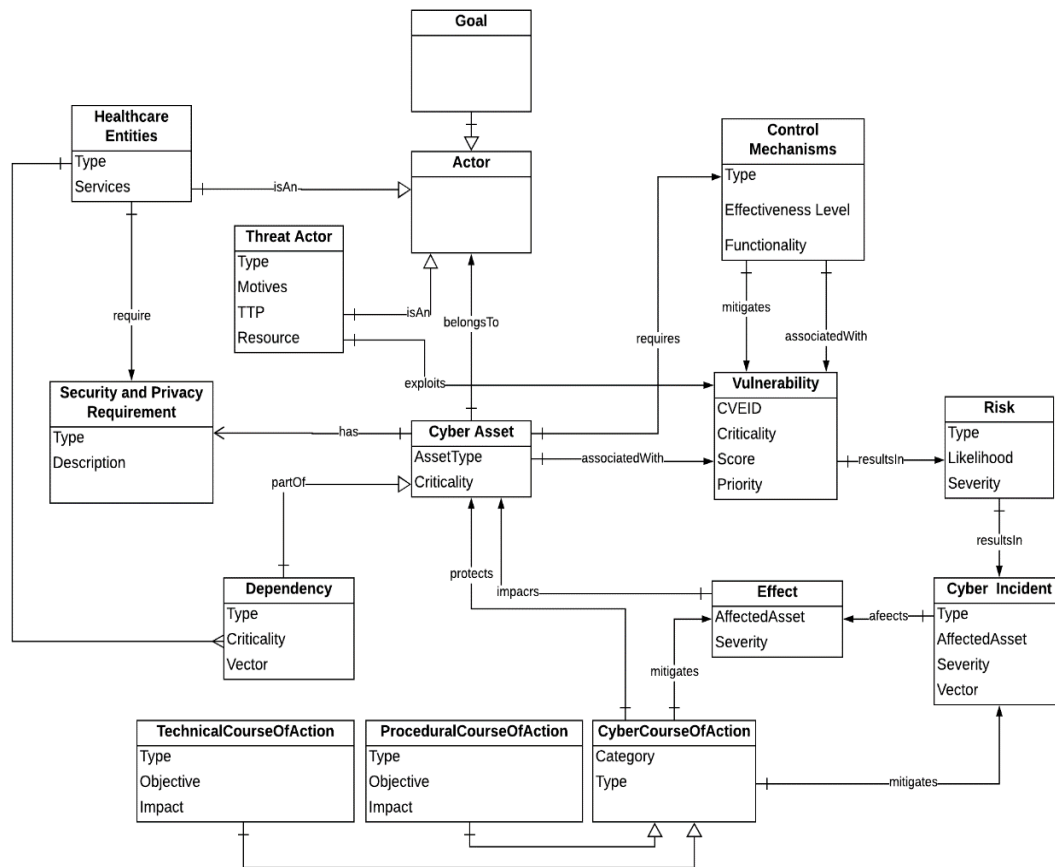 Goal
Healthcare
Entities
Type
Services
isAn
Actor
Control
Mechanisms
Type
Effectiveness Level
Functionality
Threat Actor
Type
Motives
TTP
Resource
isAn
belongsTo
requires
mitigates
associatedWith
require
exploits
Security and Privacy
Requirement
Type
Description
has
Cyber Asset
AssetType
Criticality
associatedWith
Vulnerability
CVEID
Criticality
Score
Priority
resultsIn
Risk
Type
Likelihood
Severity
resultsIn
partOf
protects
impacrs
Dependency
Type
Criticality
Vector
Effect
AffectedAsset
Severity
afeects
Cyber Incident
Type
AffectedAsset
Severity
Vector
mitigates
TechnicalCourseOfAction
Type
Objective
Impact
ProceduralCourseOfAction
Type
Objective
Impact
CyberCourseOfAction
Category
Type
mitigates